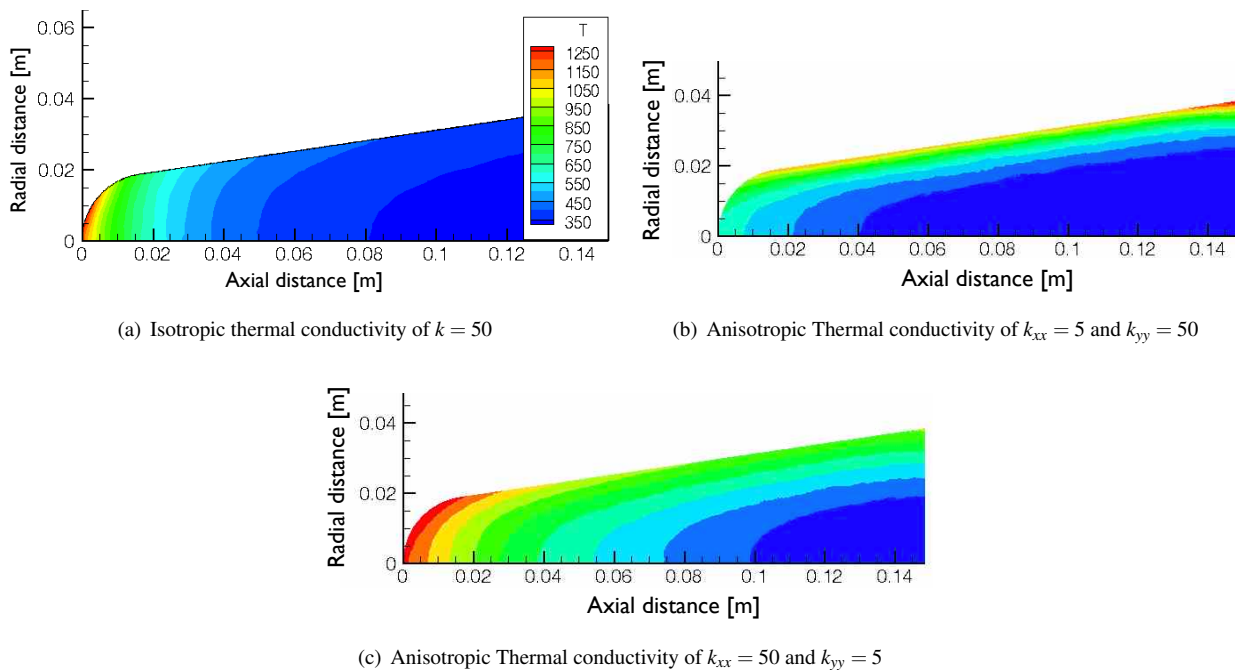 T
1250
1150
1050
850
750
650
550
450
350
0.06
0.04
0.02
0
0 0.02 0.04 0.06 0.08 0.1 0.12 0.14
Radial distance [m]
Axial distance [m]
(a) Isotropic thermal conductivity of k = 50
0.04
0.02
0
0 0.02 0.04 0.06 0.08 0.1 0.12 0.14
Radial distance [m]
Axial distance [m]
(b) Anisotropic Thermal conductivity of kxx = 5 and kyy = 50
0.04
0.02
0
0 0.02 0.04 0.06 0.08 0.1 0.12 0.14
Radial distance [m]
Axial distance [m]
(c) Anisotropic Thermal conductivity of kxx = 50 and kyy = 5